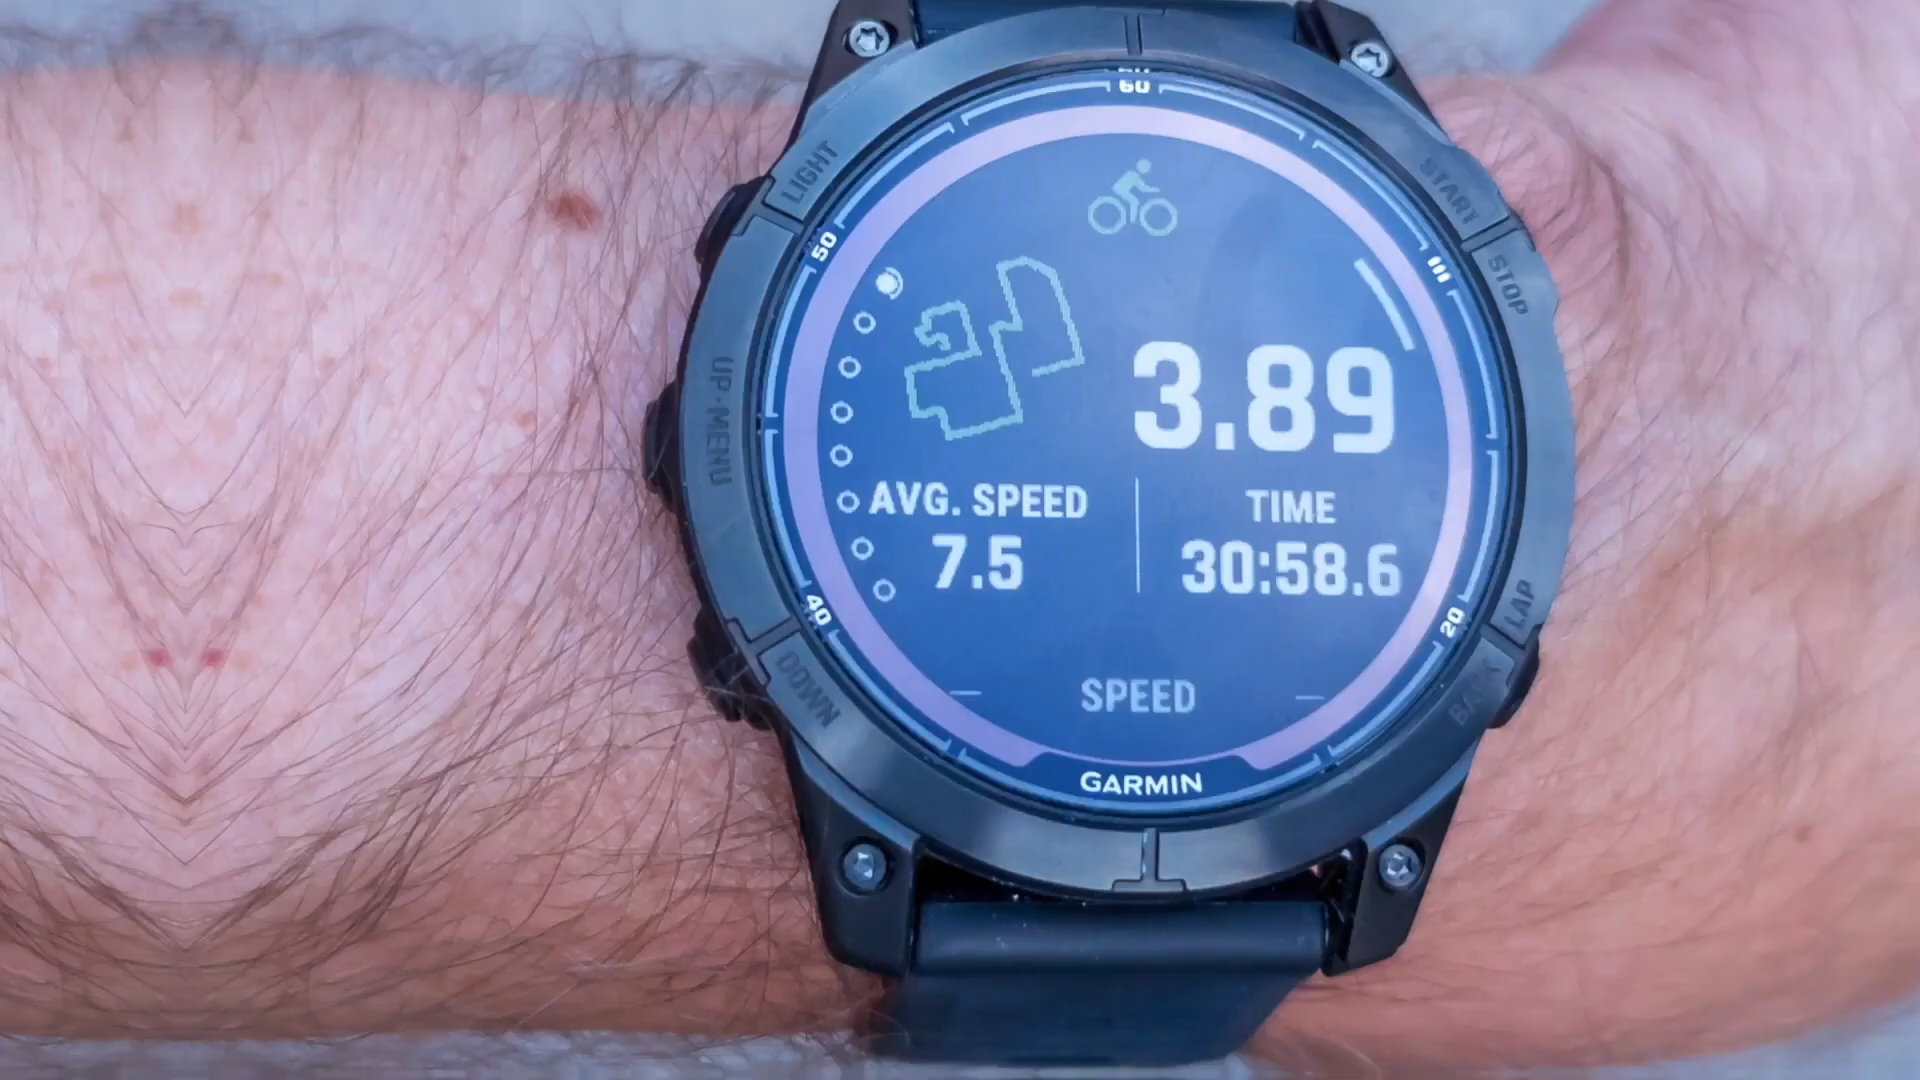 60
LIGHT
START
50
STOP
UP·MENU
3.89
AVG. SPEED
TIME
7.5
30:58.6
40
20
LAP
DOWN
BACK
SPEED
GARMIN